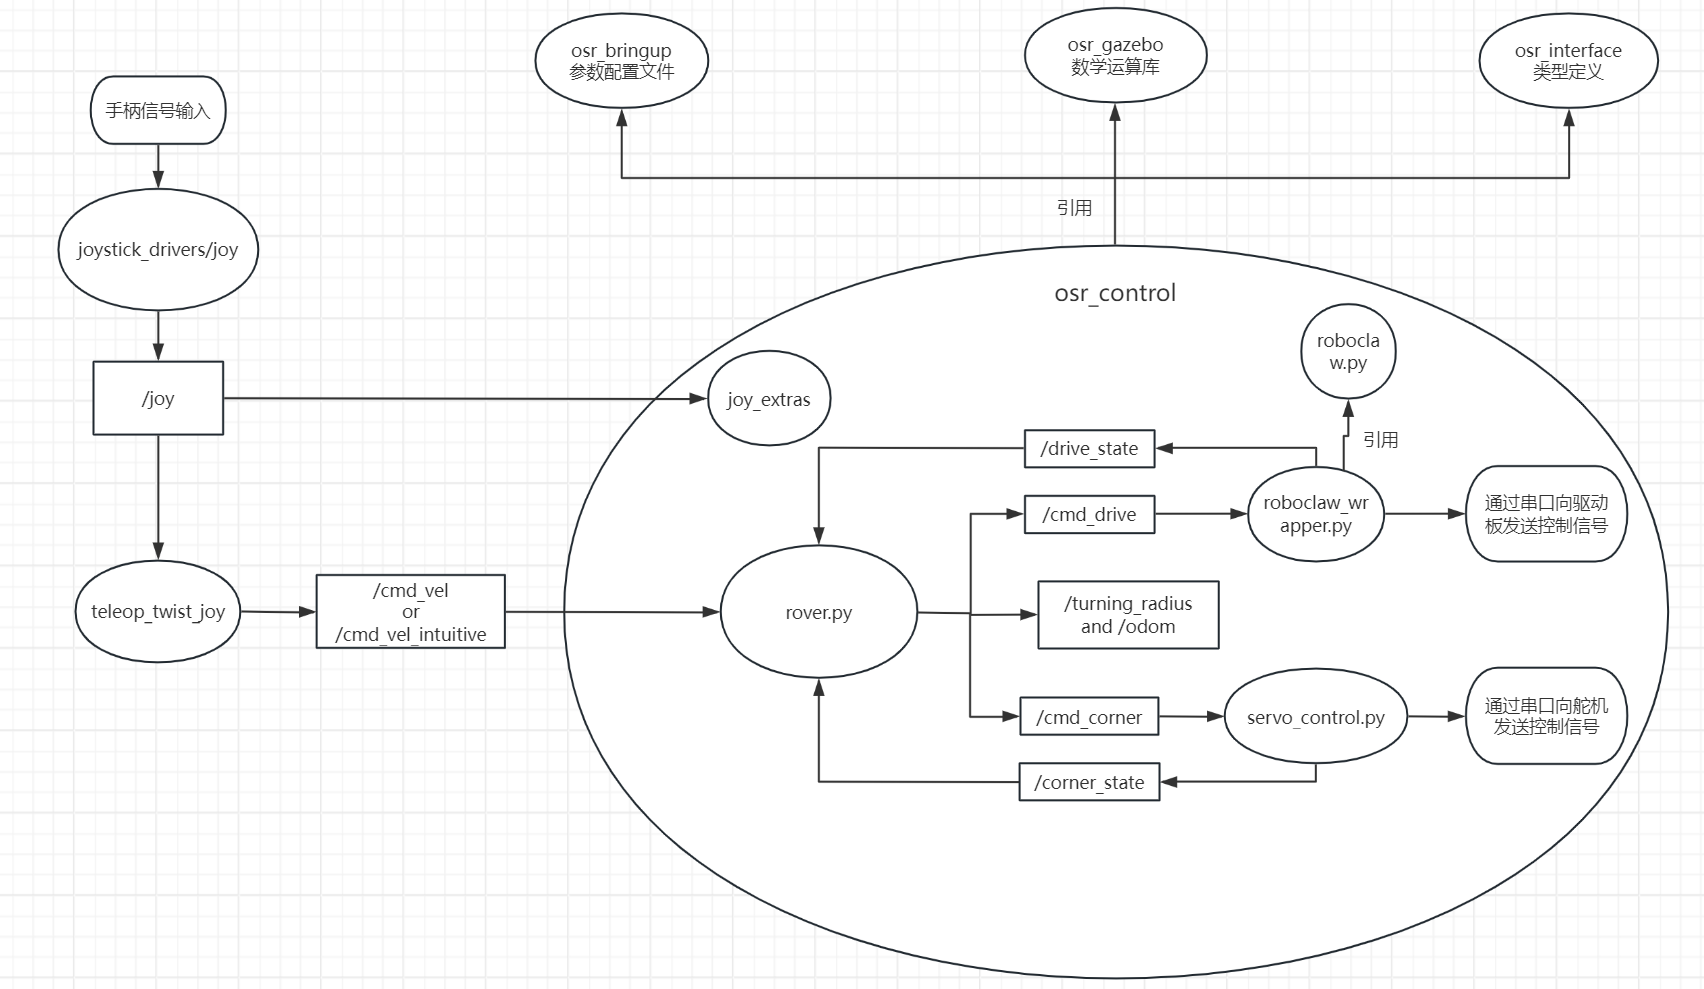 osr_bringup
参数配置文件
osr_gazebo
数学运算库
osr_interface
类型定义
手柄信号输入
引用
joystick_drivers/joy
osr_control
robocla
w.py
/joy
joy_extras
引用
/drive_state
roboclaw_wr
apper.py
/cmd_drive
通过串口向驱动
板发送控制信号
teleop_twist_joy
/cmd_vel
or
/cmd_vel_intuitive
rover.py
/turning_radius
and /odom
/cmd_corner
servo_control.py
通过串口向舵机
发送控制信号
/corner_state